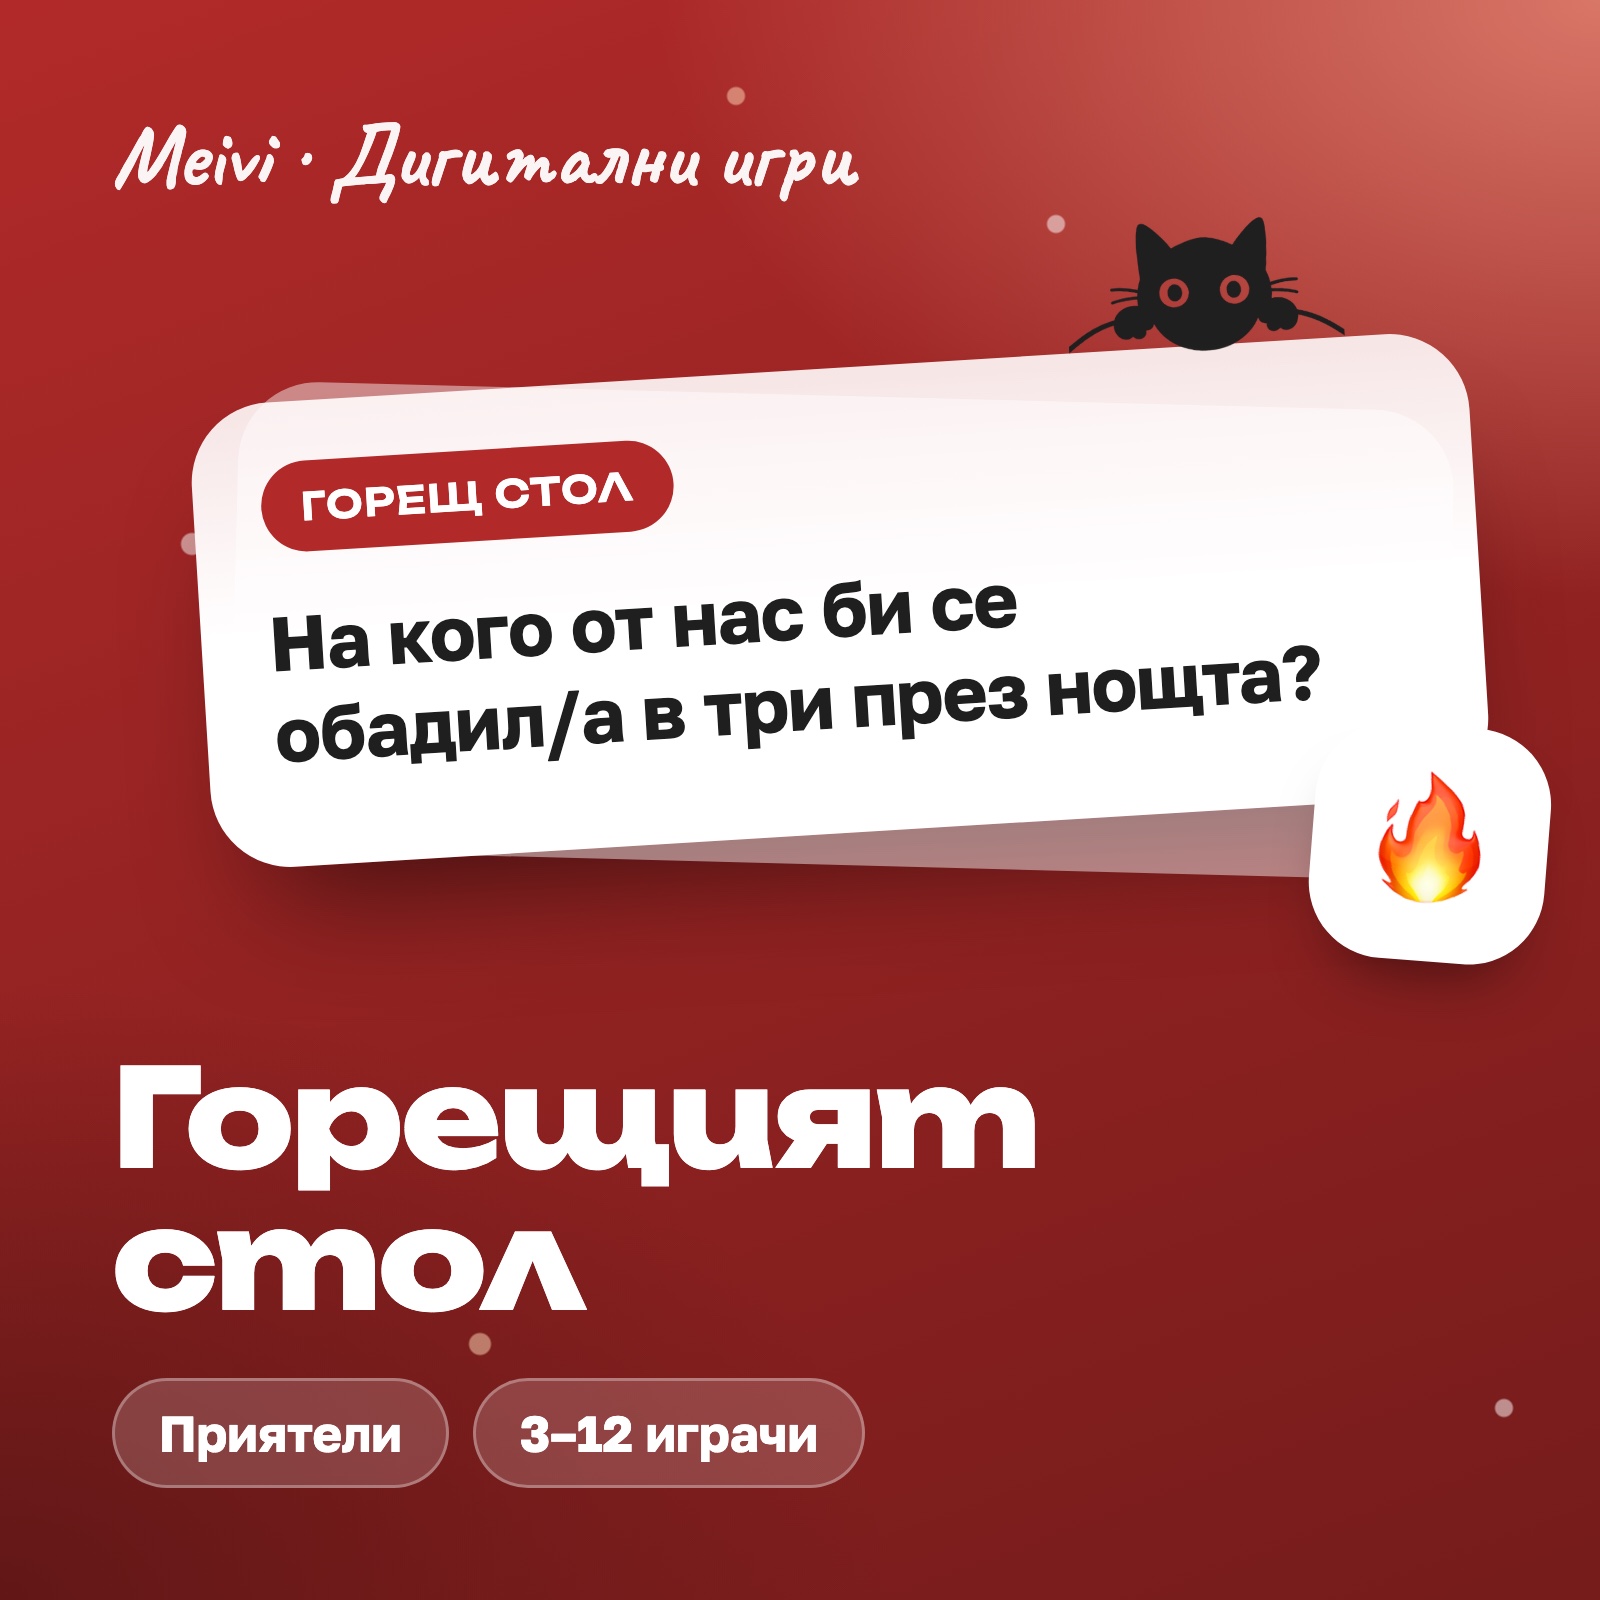 Meivi · Дигитални игри
ГОРЕЩ СТОЛ
На кого от нас би се
обадил/а в три през нощта?
Горещият
стол
Приятели
3–12 играчи